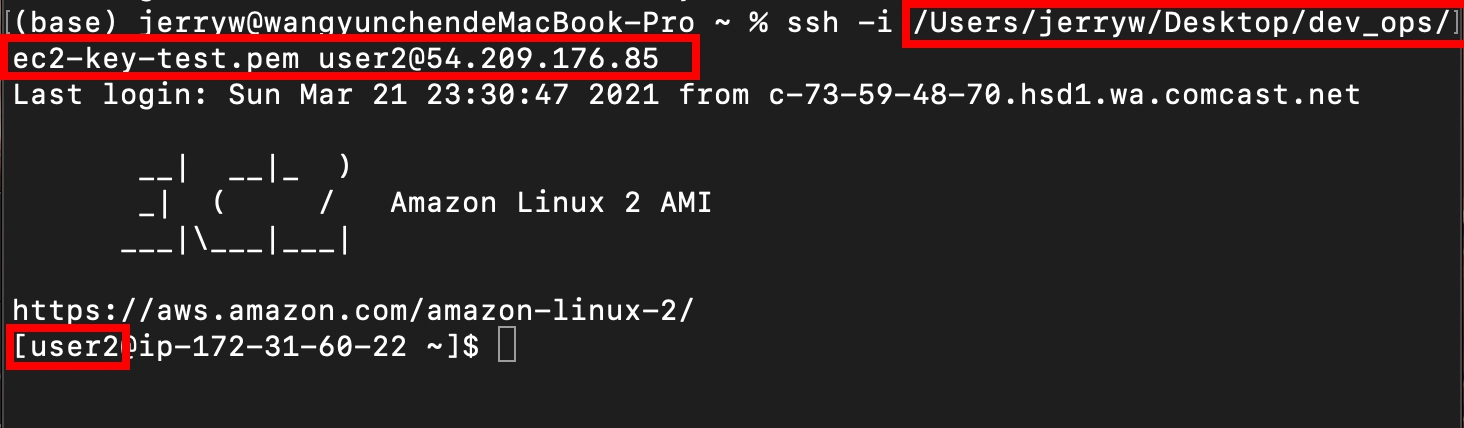 [(base) jerryw@wangyunchendeMacBook-Pro ~ % ssh -i /Users/jerryw/Desktop/dev_ops/]
ec2-key-test.pem user2@54.209.176.85
Last login: Sun Mar 21 23:30:47 2021 from c-73-59-48-70.hsd1.wa.comcast.net

       __|  __|_  )
       _|  (     /   Amazon Linux 2 AMI
      ___|\___|___|

https://aws.amazon.com/amazon-linux-2/
[user2@ip-172-31-60-22 ~]$